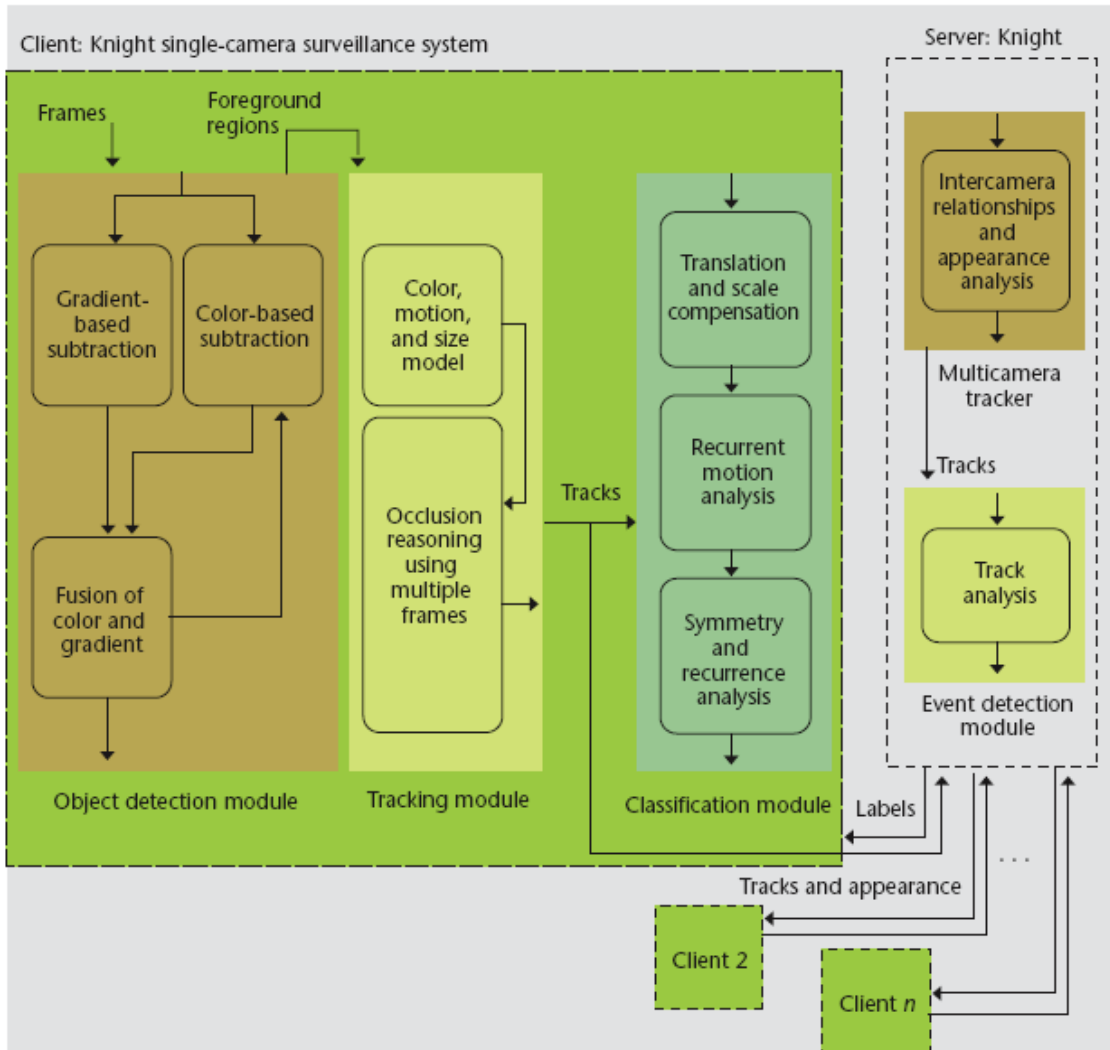 Client: Knight single-camera surveillance system
Server: Knight
Frames
Foreground
regions
Gradient-
based
subtraction
Color-based
subtraction
Fusion of
color and
gradient
Object detection module
Color,
motion,
and size
model
Occlusion
reasoning
using
multiple
frames
Tracking module
Tracks
Translation
and scale
compensation
Recurrent
motion
analysis
Symmetry
and
recurrence
analysis
Classification module
Intercamera
relationships
and
appearance
analysis
Multicamera
tracker
Tracks
Track
analysis
Event detection
module
Labels
...
Tracks and appearance
Client 2
Client n